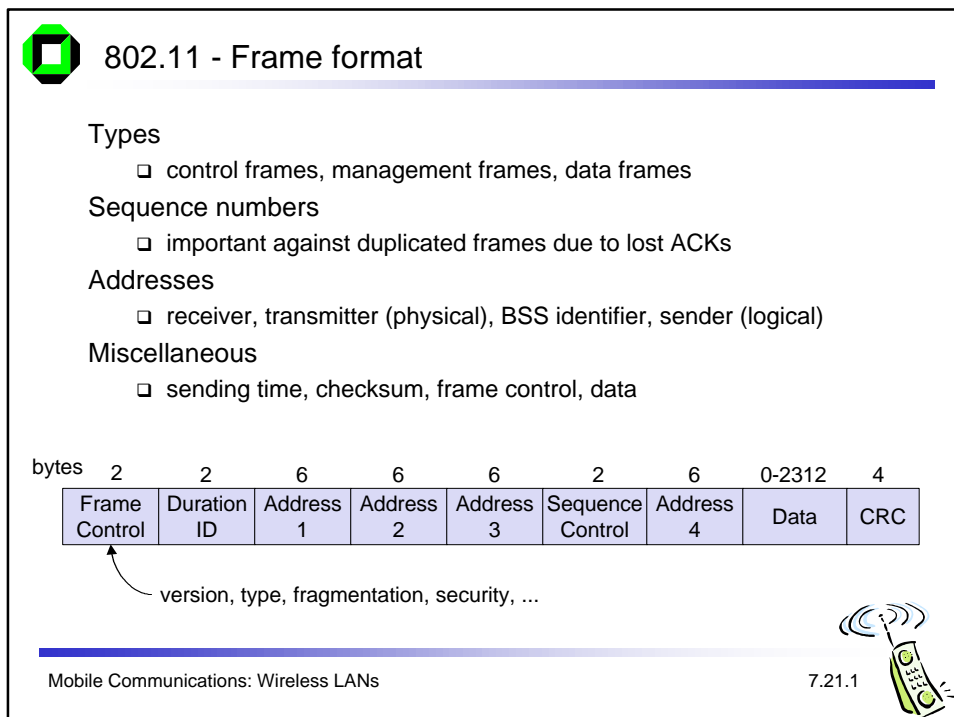 802.11 - Frame format
Types
❑ control frames, management frames, data frames
Sequence numbers
❑ important against duplicated frames due to lost ACKs
Addresses
❑ receiver, transmitter (physical), BSS identifier, sender (logical)
Miscellaneous
❑ sending time, checksum, frame control, data
bytes 2 2 6 6 6 2 6 0-2312 4
Frame Duration Address Address Address Sequence Address Data CRC
Control ID 1 2 3 Control 4
version, type, fragmentation, security, ...
Mobile Communications: Wireless LANs 7.21.1